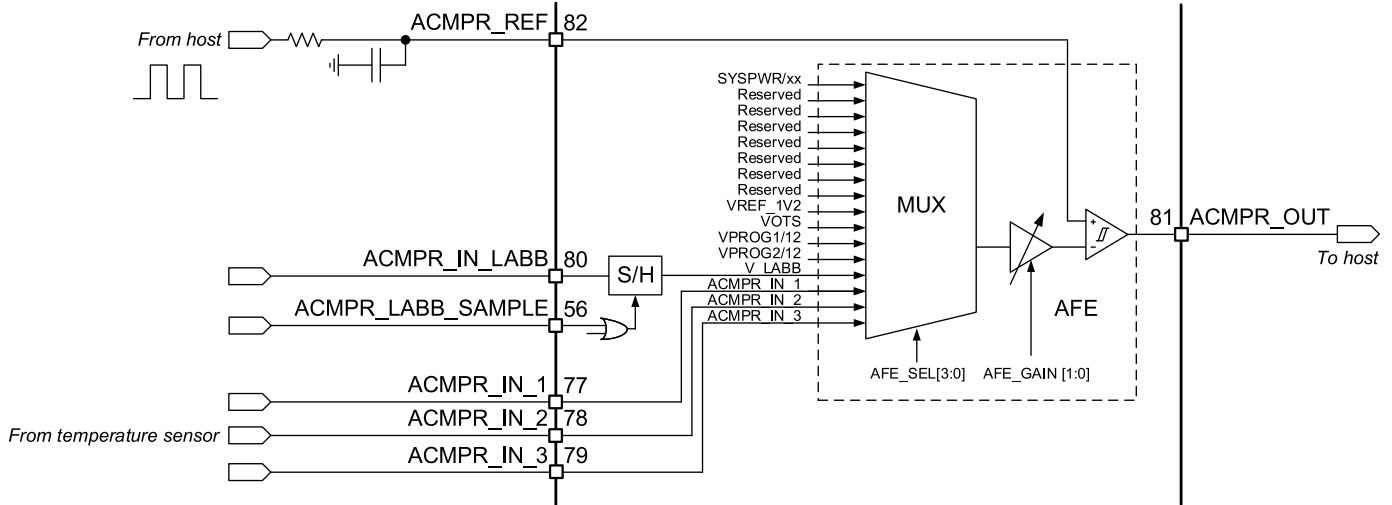 ACMPR_REF 82
From host
SYSPWR/xx
Reserved
Reserved
Reserved
Reserved
Reserved
Reserved
Reserved
VREF_1V2
VOTS
VPROG1/12
VPROG2/12
V_LABB
ACMPR_IN_1
ACMPR_IN_2
ACMPR_IN_3
MUX
+
-
AFE
AFE_SEL[3:0]
AFE_GAIN [1:0]
81 ACMPR_OUT
To host
ACMPR_IN_LABB 80
S/H
ACMPR_LABB_SAMPLE 56
ACMPR_IN_1 77
ACMPR_IN_2 78
From temperature sensor
ACMPR_IN_3 79